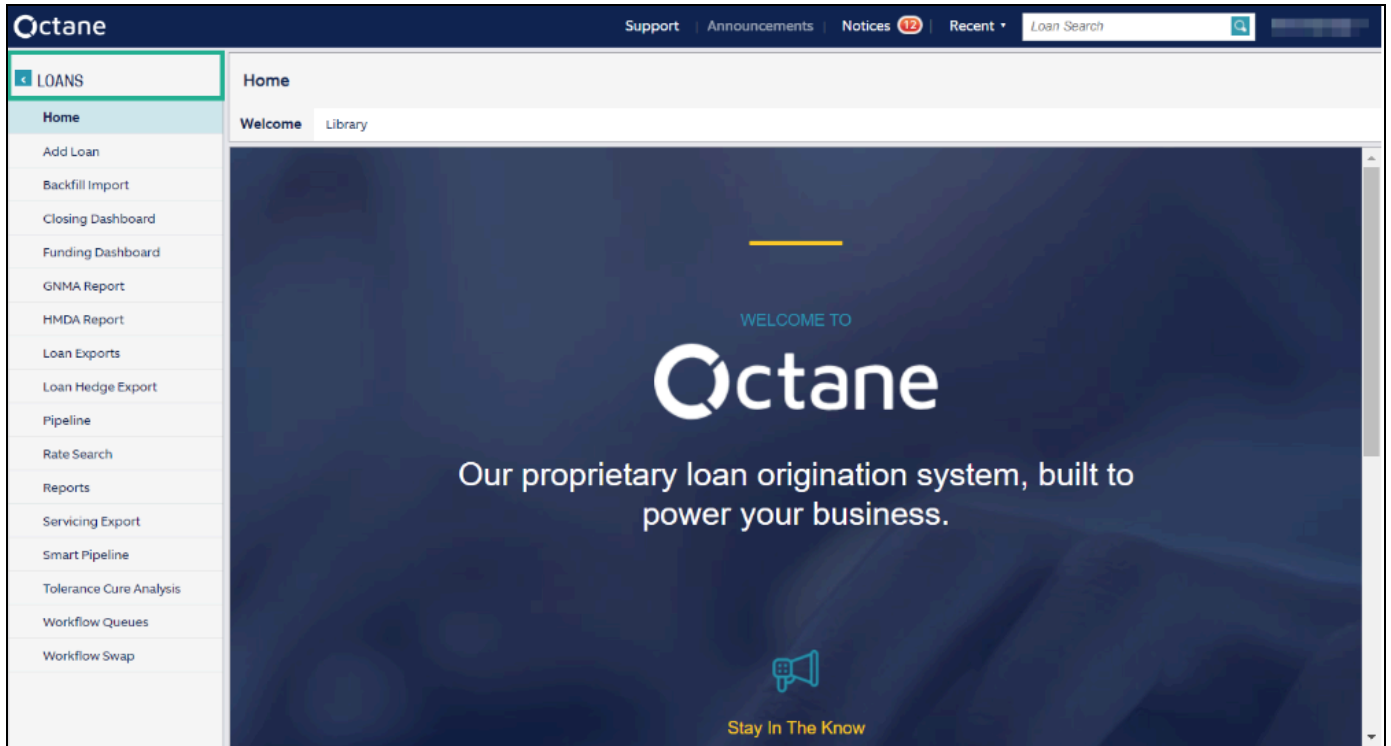 Octane
Support | Announcements | Notices 12 | Recent Loan Search
LOANS
Home
Add Loan
Backfill Import
Closing Dashboard
Funding Dashboard
GNMA Report
HMDA Report
Loan Exports
Loan Hedge Export
Pipeline
Rate Search
Reports
Servicing Export
Smart Pipeline
Tolerance Cure Analysis
Workflow Queues
Workflow Swap
Home
Welcome Library
WELCOME TO
Octane
Our proprietary loan origination system, built to
power your business.
Stay In The Know